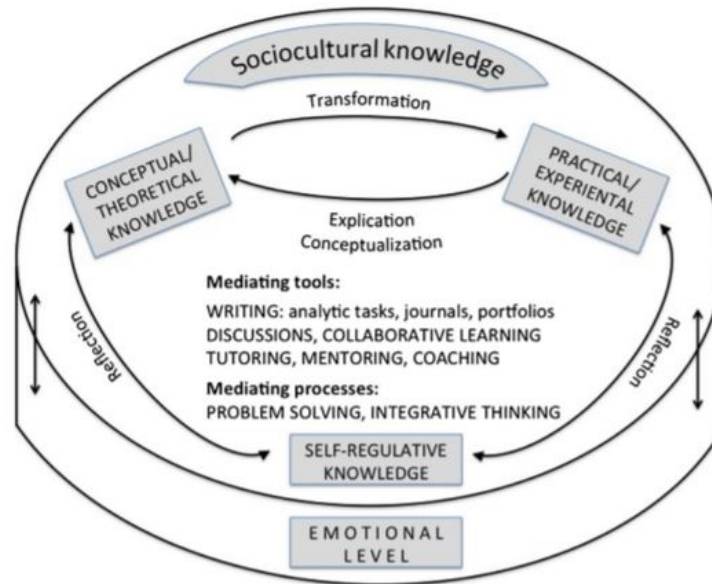 Sociocultural knowledge
Transformation
CONCEPTUAL/
THEORETICAL
KNOWLEDGE
PRACTICAL/
EXPERIENTAL
KNOWLEDGE
Explication
Conceptualization
Mediating tools:
WRITING: analytic tasks, journals, portfolios
DISCUSSIONS, COLLABORATIVE LEARNING
TUTORING, MENTORING, COACHING
Mediating processes:
PROBLEM SOLVING, INTEGRATIVE THINKING
Reflection
Reflection
SELF-REGULATIVE
KNOWLEDGE
EMOTIONAL
LEVEL